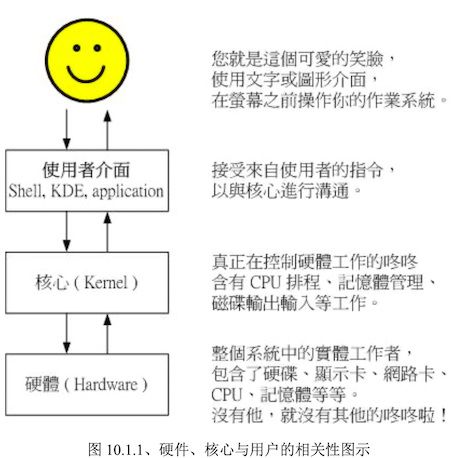 您就是這個可愛的笑臉，
使用文字或圖形介面，
在螢幕之前操作你的作業系統。
使用者介面
Shell, KDE, application
接受來自使用者的指令，
以與核心進行溝通。
核心 ( Kernel )
真正在控制硬體工作的咚咚
含有 CPU 排程、記憶體管理、
磁碟輸出輸入等工作。
硬體 ( Hardware )
整個系統中的實體工作者，
包含了硬碟、顯示卡、網路卡、
CPU、記憶體等等。
沒有他，就沒有其他的咚咚啦！
图 10.1.1、硬件、核心与用户的相关性图示